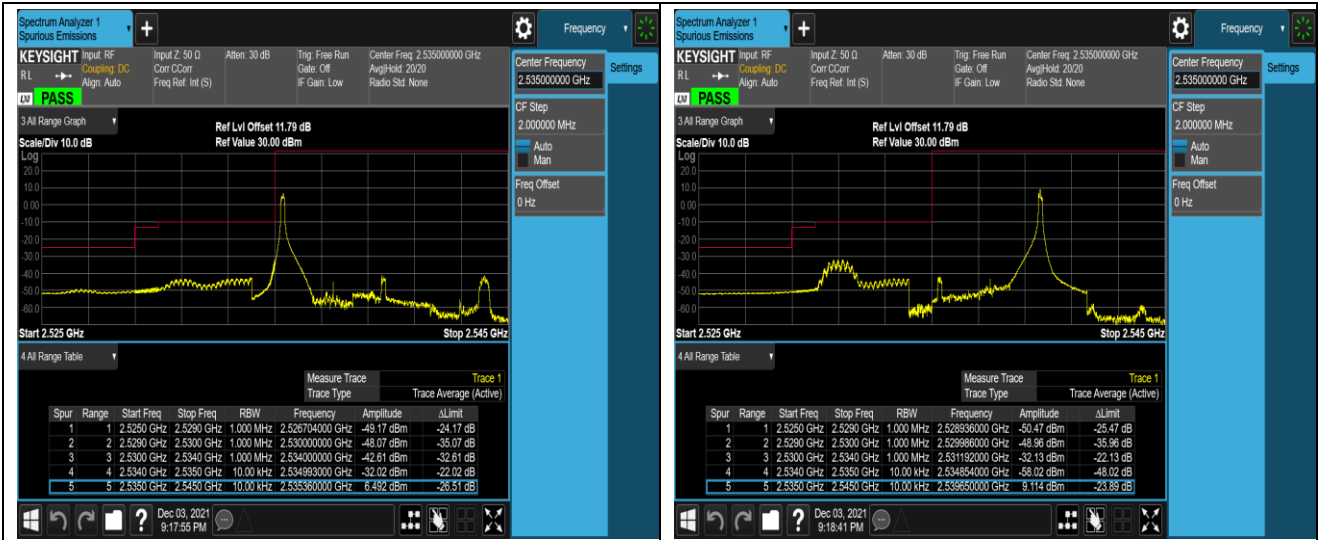 Spectrum Analyzer 1
Spurious Emissions
Frequency
KEYSIGHT Input: RF Input Z: 50 Ω Atten: 30 dB Trig: Free Run Center Freq: 2.535000000 GHz
R L Coupling: DC Corr CCorr Gate: Off Avg|Hold: 20/20
Align: Auto Freq Ref: Int (S) IF Gain: Low Radio Std: None
PASS
Center Frequency
2.535000000 GHz
Settings
CF Step
2.000000 MHz
Auto
Man
Freq Offset
0 Hz
3 All Range Graph
Ref Lvl Offset 11.79 dB
Scale/Div 10.0 dB Ref Value 30.00 dBm
Log
20.0
10.0
0.00
-10.0
-20.0
-30.0
-40.0
-50.0
-60.0
Start 2.525 GHz Stop 2.545 GHz
4 All Range Table
Measure Trace Trace 1
Trace Type Trace Average (Active)
Spur Range Start Freq Stop Freq RBW Frequency Amplitude ΔLimit
1 1 2.5250 GHz 2.5290 GHz 1.000 MHz 2.526704000 GHz -49.17 dBm -24.17 dB
2 2 2.5290 GHz 2.5300 GHz 1.000 MHz 2.530000000 GHz -48.07 dBm -35.07 dB
3 3 2.5300 GHz 2.5340 GHz 1.000 MHz 2.534000000 GHz -42.61 dBm -32.61 dB
4 4 2.5340 GHz 2.5350 GHz 10.00 kHz 2.534993000 GHz -32.02 dBm -22.02 dB
5 5 2.5350 GHz 2.5450 GHz 10.00 kHz 2.535360000 GHz 6.492 dBm -26.51 dB
Dec 03, 2021
9:17:55 PM
Spectrum Analyzer 1
Spurious Emissions
Frequency
KEYSIGHT Input: RF Input Z: 50 Ω Atten: 30 dB Trig: Free Run Center Freq: 2.535000000 GHz
R L Coupling: DC Corr CCorr Gate: Off Avg|Hold: 20/20
Align: Auto Freq Ref: Int (S) IF Gain: Low Radio Std: None
PASS
Center Frequency
2.535000000 GHz
Settings
CF Step
2.000000 MHz
Auto
Man
Freq Offset
0 Hz
3 All Range Graph
Ref Lvl Offset 11.79 dB
Scale/Div 10.0 dB Ref Value 30.00 dBm
Log
20.0
10.0
0.00
-10.0
-20.0
-30.0
-40.0
-50.0
-60.0
Start 2.525 GHz Stop 2.545 GHz
4 All Range Table
Measure Trace Trace 1
Trace Type Trace Average (Active)
Spur Range Start Freq Stop Freq RBW Frequency Amplitude ΔLimit
1 1 2.5250 GHz 2.5290 GHz 1.000 MHz 2.528936000 GHz -50.47 dBm -25.47 dB
2 2 2.5290 GHz 2.5300 GHz 1.000 MHz 2.529986000 GHz -48.96 dBm -35.96 dB
3 3 2.5300 GHz 2.5340 GHz 1.000 MHz 2.531192000 GHz -32.13 dBm -22.13 dB
4 4 2.5340 GHz 2.5350 GHz 10.00 kHz 2.534854000 GHz -58.02 dBm -48.02 dB
5 5 2.5350 GHz 2.5450 GHz 10.00 kHz 2.539650000 GHz 9.114 dBm -23.89 dB
Dec 03, 2021
9:18:41 PM